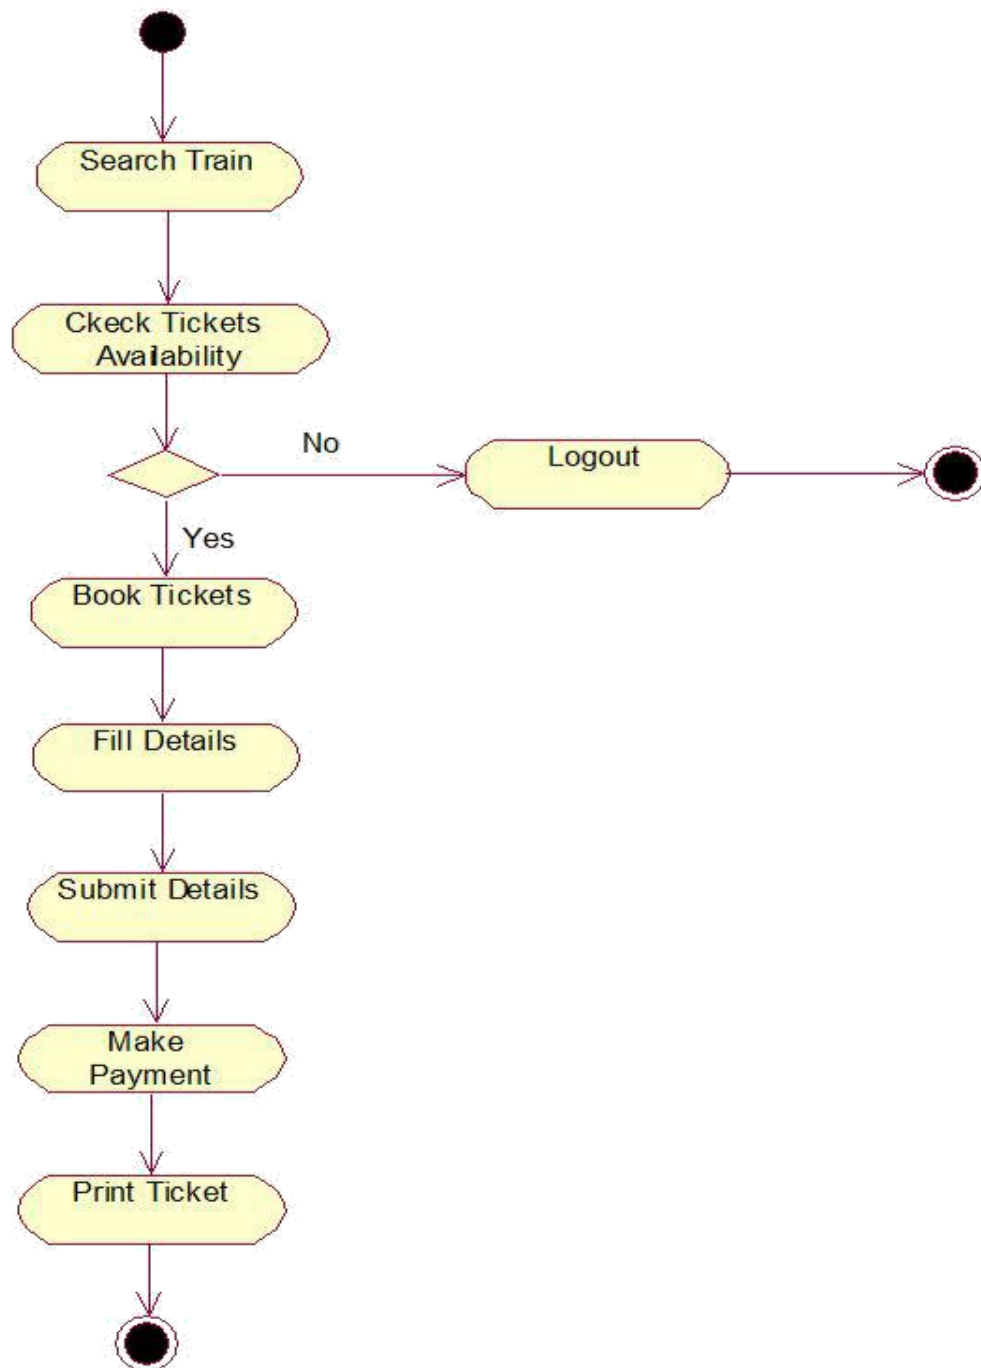 Search Train
Ckeck Tickets
Availability
No
Logout
Yes
Book Tickets
Fill Details
Submit Details
Make
Payment
Print Ticket